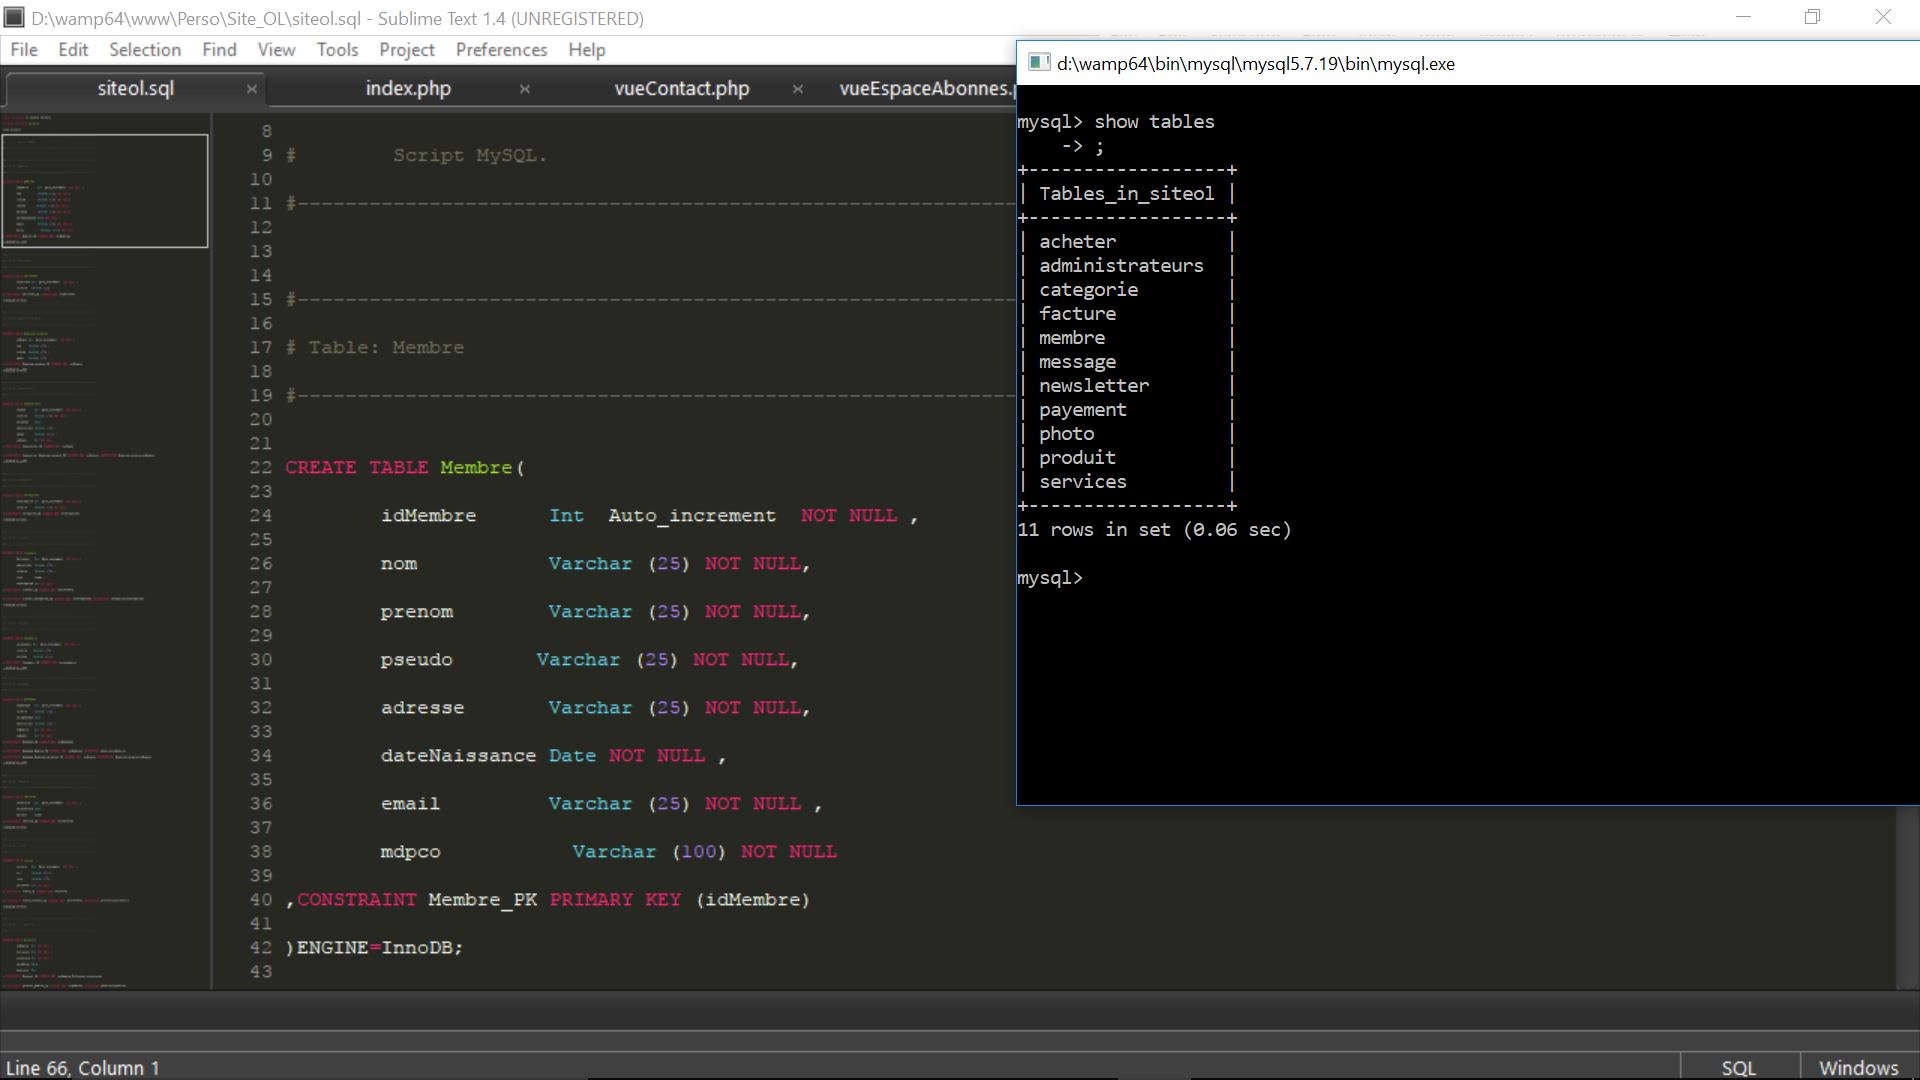 D:\wamp64\www\Perso\Site_OL\siteol.sql - Sublime Text 1.4 (UNREGISTERED)
File Edit Selection Find View Tools Project Preferences Help
siteol.sql × index.php × vueContact.php × vueEspaceAbonnes.
8
9 # Script MySQL.
10
11 #------------------------------------------------------------
12
13
14
15 #------------------------------------------------------------
16
17 # Table: Membre
18
19 #------------------------------------------------------------
20
21
22 CREATE TABLE Membre(
23
24 idMembre Int Auto_increment NOT NULL ,
25
26 nom Varchar (25) NOT NULL,
27
28 prenom Varchar (25) NOT NULL,
29
30 pseudo Varchar (25) NOT NULL,
31
32 adresse Varchar (25) NOT NULL,
33
34 dateNaissance Date NOT NULL ,
35
36 email Varchar (25) NOT NULL ,
37
38 mdpco Varchar (100) NOT NULL
39
40 ,CONSTRAINT Membre_PK PRIMARY KEY (idMembre)
41
42 )ENGINE=InnoDB;
43
Line 66, Column 1
SQL
Windows
d:\wamp64\bin\mysql\mysql5.7.19\bin\mysql.exe
mysql> show tables
-> ;
+------------------+
| Tables_in_siteol |
+------------------+
| acheter |
| administrateurs |
| categorie |
| facture |
| membre |
| message |
| newsletter |
| payement |
| photo |
| produit |
| services |
+------------------+
11 rows in set (0.06 sec)
mysql>